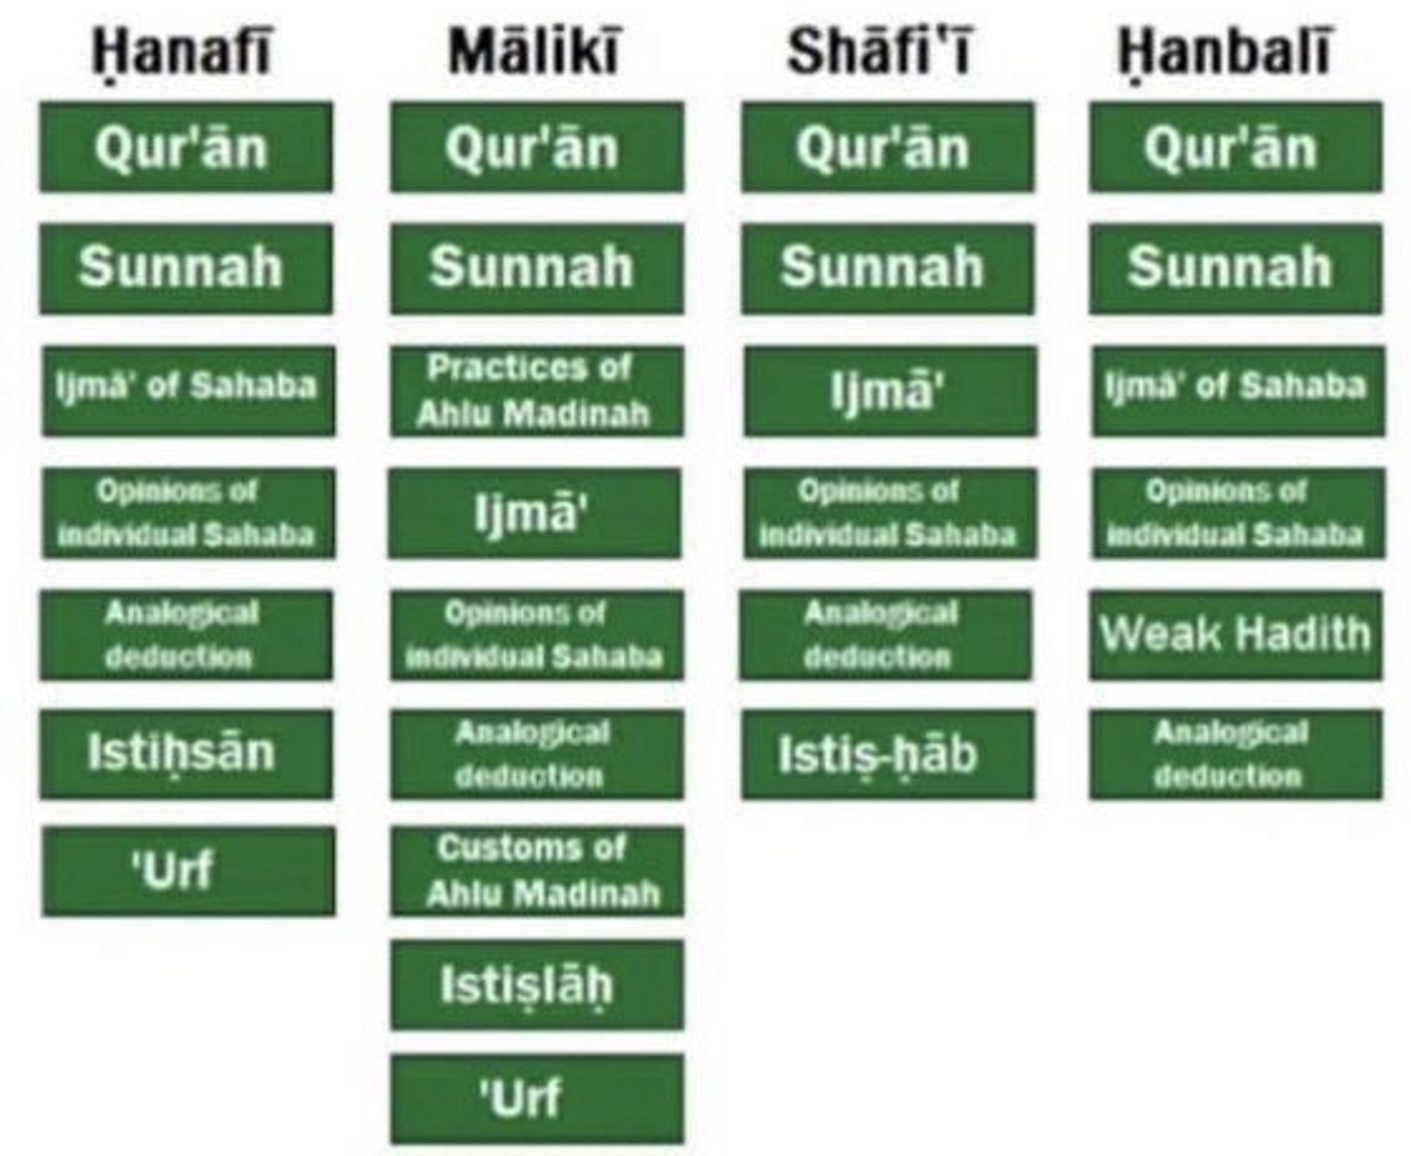 Ḥanafī
Qur'ān
Sunnah
Ijmā' of Sahaba
Opinions of
individual Sahaba
Analogical
deduction
Istiḥsān
'Urf
Mālikī
Qur'ān
Sunnah
Practices of
Ahlu Madinah
Ijmā'
Opinions of
individual Sahaba
Analogical
deduction
Customs of
Ahlu Madinah
Istiṣlāḥ
'Urf
Shāfi‛ī
Qur'ān
Sunnah
Ijmā'
Opinions of
individual Sahaba
Analogical
deduction
Istiṣ-ḥāb
Ḥanbalī
Qur'ān
Sunnah
Ijmā' of Sahaba
Opinions of
individual Sahaba
Weak Hadith
Analogical
deduction